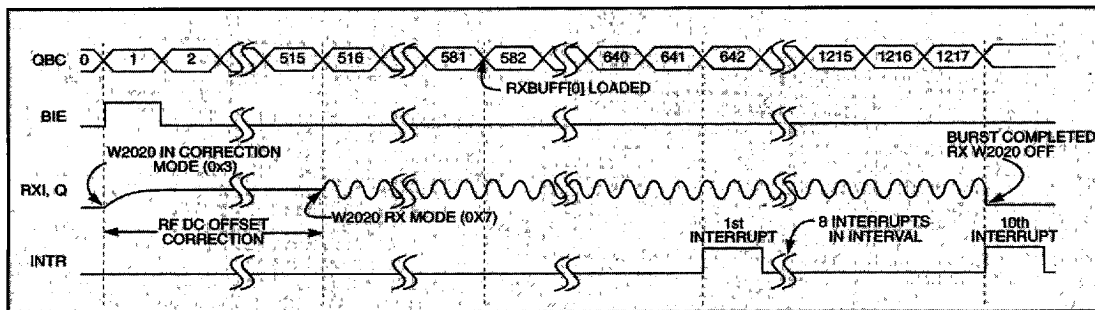 QBC 0 1 2 515 516 581 582 640 641 642 1215 1216 1217
RXBUFF[0] LOADED
BIE
W2020 IN CORRECTION
MODE (0x3)
BURST COMPLETED
RX W2020 OFF
RXI, Q
W2020 RX MODE (0X7)
RF DC OFFSET
CORRECTION
1st
INTERRUPT
8 INTERRUPTS
IN INTERVAL
10th
INTERRUPT
INTR